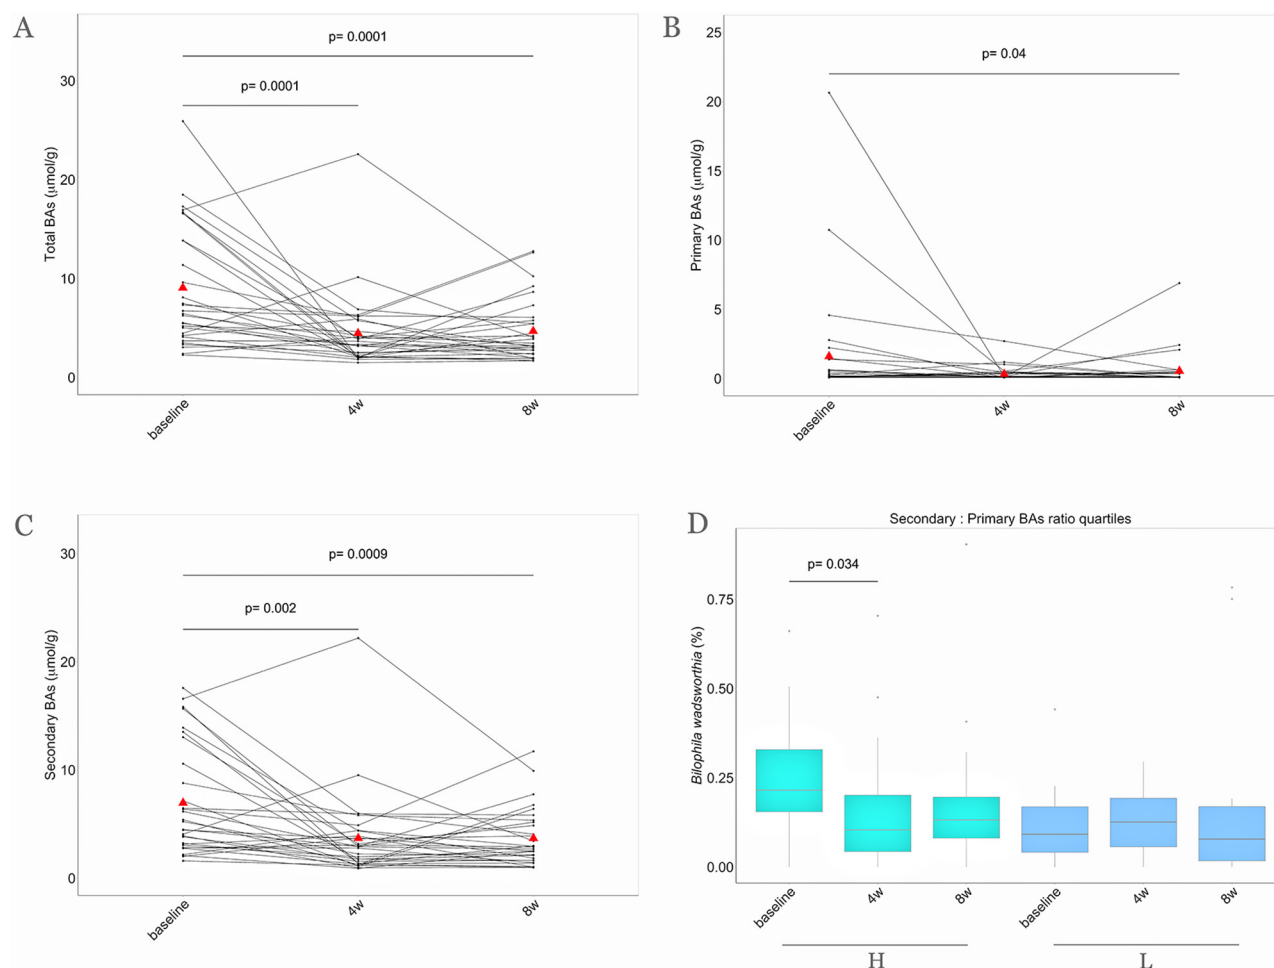 A
p= 0.0001
p= 0.0001
Total BAs (μmol/g)
30
20
10
0
baseline
4w
8w
B
p= 0.04
Primary BAs (μmol/g)
25
20
15
10
5
0
baseline
4w
8w
C
p= 0.0009
p= 0.002
Secondary BAs (μmol/g)
30
20
10
0
baseline
4w
8w
D
Secondary : Primary BAs ratio quartiles
p= 0.034
Bilophila wadsworthia (%)
0.75
0.50
0.25
0.00
baseline
4w
8w
baseline
4w
8w
H
L